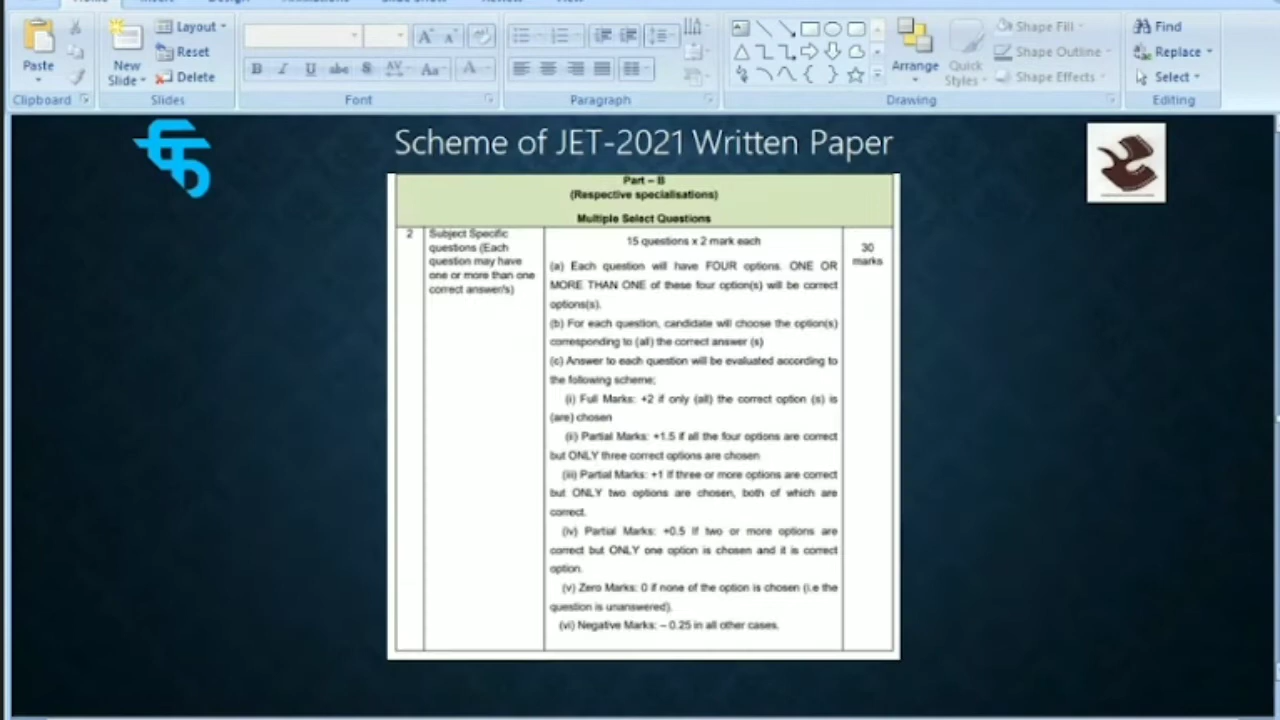 Home
Layout
Paste
New
Slide
Reset
Delete
Clipboard
Slides
B I U abc S AV Aa A
Font
Paragraph
Arrange
Quick
Styles
Shape Fill
Shape Outline
Shape Effects
Drawing
Find
Replace
Select
Editing
Scheme of JET-2021 Written Paper
Part – B
(Respective specialisations)
Multiple Select Questions
2
Subject Specific
questions (Each
question may have
one or more than one
correct answer/s)
15 questions x 2 mark each
(a) Each question will have FOUR options. ONE OR
MORE THAN ONE of these four option(s) will be correct
options(s).
(b) For each question, candidate will choose the option(s)
corresponding to (all) the correct answer (s)
(c) Answer to each question will be evaluated according to
the following scheme;
(i) Full Marks: +2 if only (all) the correct option (s) is
(are) chosen
(ii) Partial Marks: +1.5 if all the four options are correct
but ONLY three correct options are chosen
(iii) Partial Marks: +1 if three or more options are correct
but ONLY two options are chosen, both of which are
correct.
(iv) Partial Marks: +0.5 if two or more options are
correct but ONLY one option is chosen and it is correct
option.
(v) Zero Marks: 0 if none of the option is chosen (i.e the
question is unanswered).
(vi) Negative Marks: – 0.25 in all other cases.
30
marks